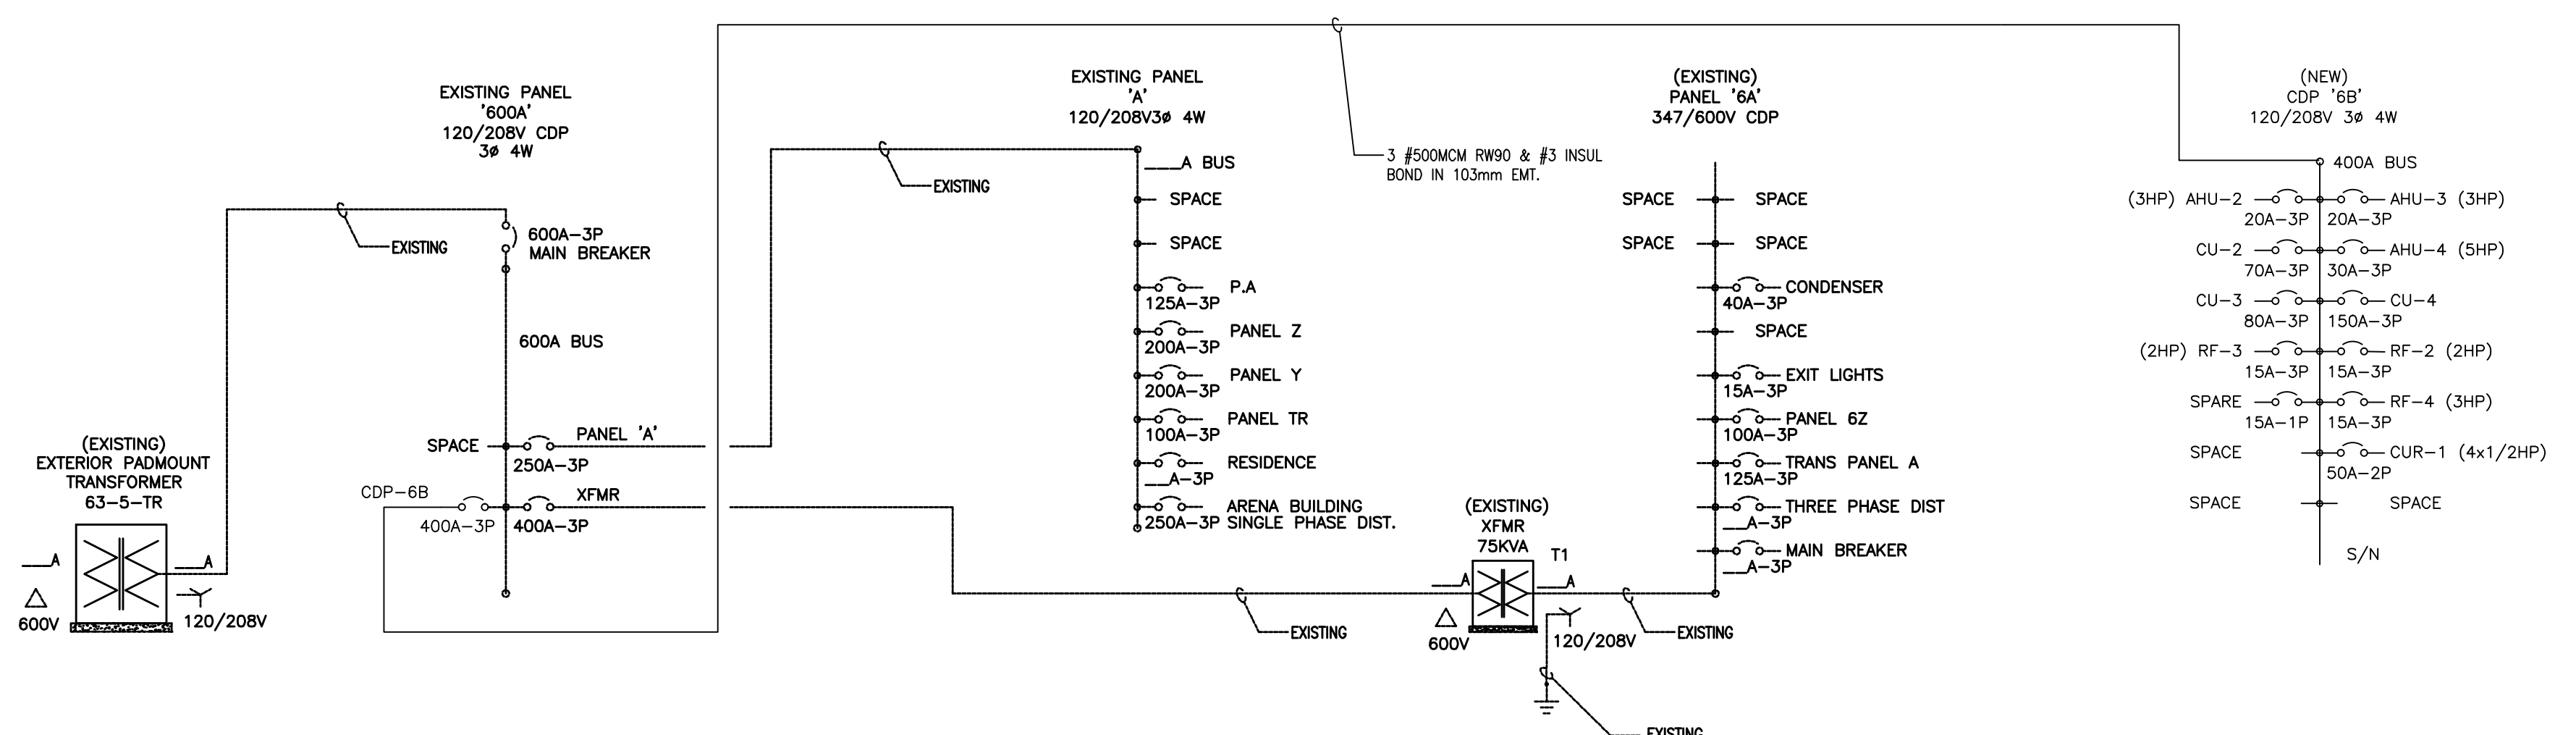 EXISTING PANEL
'600A'
120/208V CDP
3ø 4W
EXISTING
600A-3P
MAIN BREAKER
600A BUS
SPACE
PANEL 'A'
250A-3P
CDP-6B
400A-3P
XFMR
400A-3P
(EXISTING)
EXTERIOR PADMOUNT
TRANSFORMER
63-5-TR
___A
600V
___A
120/208V
EXISTING
EXISTING PANEL
'A'
120/208V3ø 4W
___A BUS
SPACE
SPACE
P.A
125A-3P
PANEL Z
200A-3P
PANEL Y
200A-3P
PANEL TR
100A-3P
RESIDENCE
__A-3P
ARENA BUILDING
250A-3P SINGLE PHASE DIST.
3 #500MCM RW90 & #3 INSUL
BOND IN 103mm EMT.
EXISTING
(EXISTING)
XFMR
75KVA
T1
___A
___A
600V
120/208V
EXISTING
EXISTING
(EXISTING)
PANEL '6A'
347/600V CDP
SPACE SPACE
SPACE SPACE
CONDENSER
40A-3P
SPACE
EXIT LIGHTS
15A-3P
PANEL 6Z
100A-3P
TRANS PANEL A
125A-3P
THREE PHASE DIST
__A-3P
MAIN BREAKER
__A-3P
(NEW)
CDP '6B'
120/208V 3ø 4W
400A BUS
(3HP) AHU-2 AHU-3 (3HP)
20A-3P 20A-3P
CU-2 AHU-4 (5HP)
70A-3P 30A-3P
CU-3 CU-4
80A-3P 150A-3P
(2HP) RF-3 RF-2 (2HP)
15A-3P 15A-3P
SPARE RF-4 (3HP)
15A-1P 15A-3P
SPACE CUR-1 (4x1/2HP)
50A-2P
SPACE SPACE
S/N